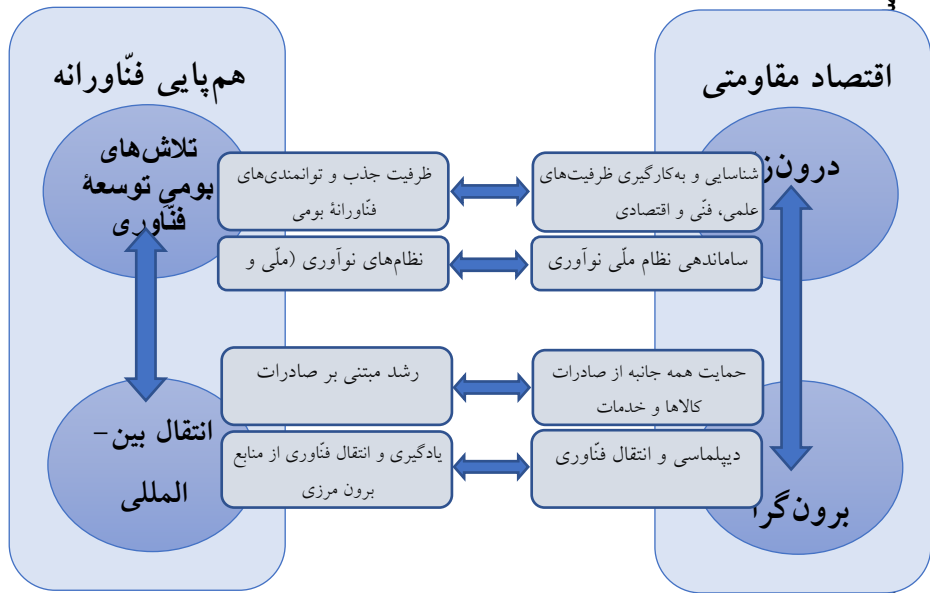 اقتصاد مقاومتی
درون‌ز
شناسایی و به‌کارگیری ظرفیت‌های
علمی، فنّی و اقتصادی
ساماندهی نظام ملّی نوآوری
حمایت همه جانبه از صادرات
کالاها و خدمات
دیپلماسی و انتقال فنّاوری
برون‌گرا
هم‌پایی فنّاورانه
تلاش‌های
بومیِ توسعهٔ
فنّاوری
ظرفیت جذب و توانمندی‌های
فنّاورانهٔ بومی
نظام‌های نوآوری (ملّی و
رشد مبتنی بر صادرات
یادگیری و انتقال فنّاوری از منابع
برون مرزی
انتقال بین–
المللی